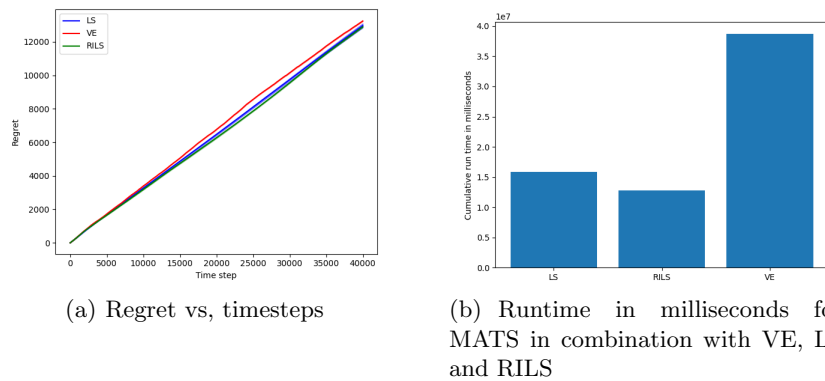 LS
VE
RILS
12000
10000
8000
6000
4000
2000
0
Regret
0 5000 10000 15000 20000 25000 30000 35000 40000
Time step
(a) Regret vs, timesteps
1e7
4.0
3.5
3.0
2.5
2.0
1.5
1.0
0.5
0.0
Cumulative run time in milliseconds
LS RILS VE
(b) Runtime in milliseconds fo
MATS in combination with VE, L
and RILS